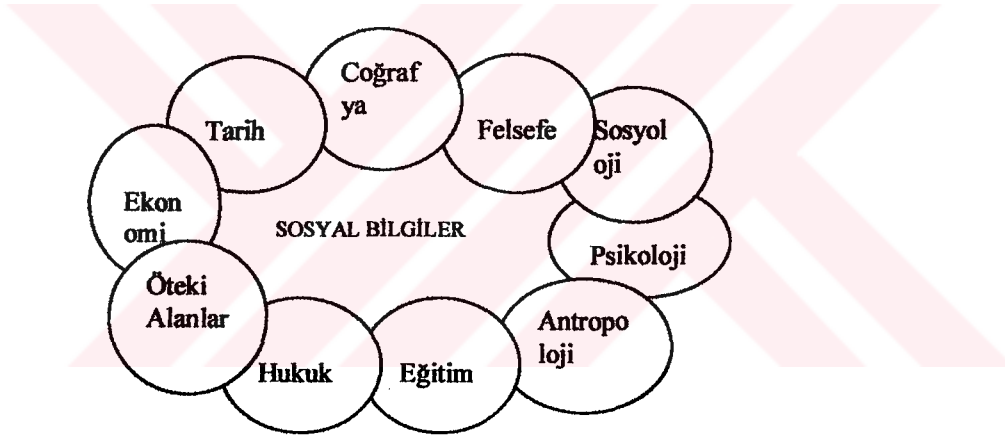 Coğraf
ya
Tarih
Felsefe
Sosyol
oji
Ekon
omi
SOSYAL BİLGİLER
Psikoloji
Öteki
Alanlar
Antropo
loji
Hukuk
Eğitim